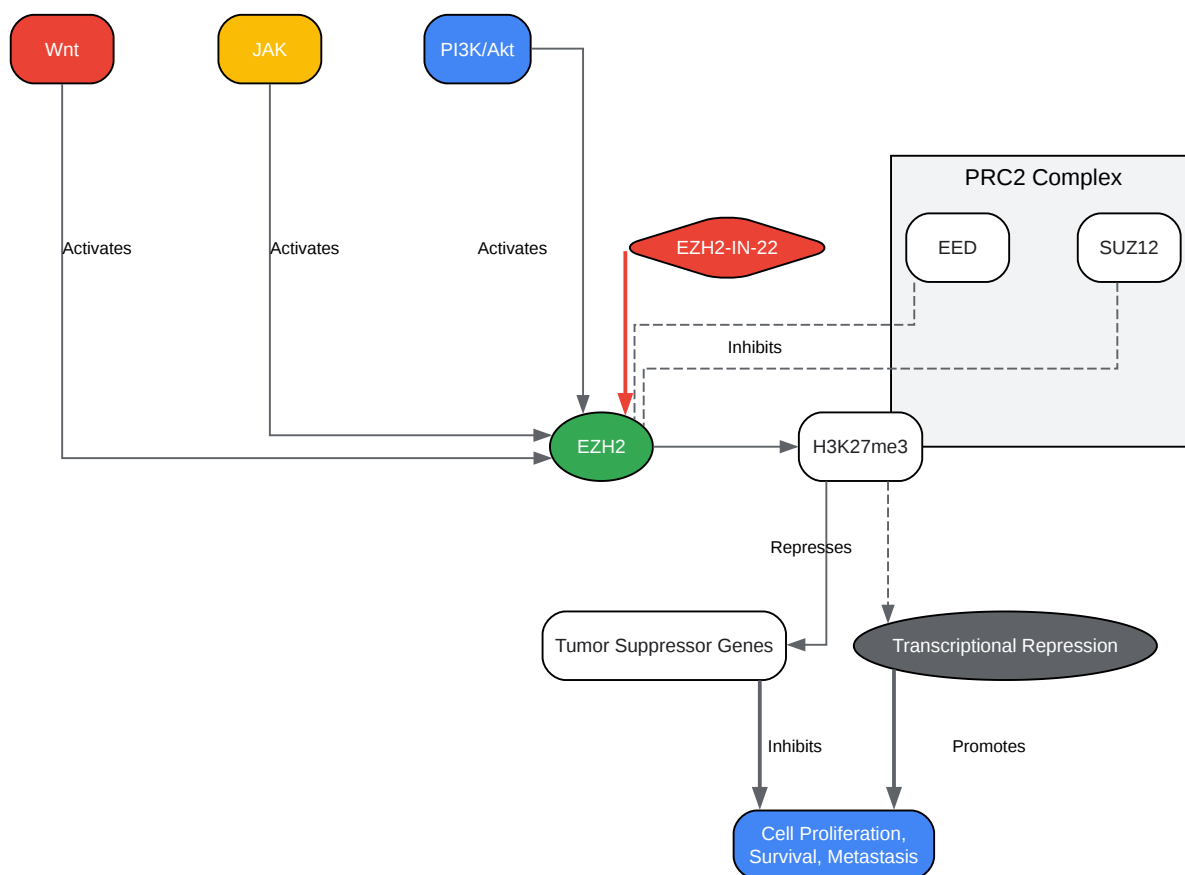 Wnt
JAK
PI3K/Akt
PRC2 Complex
Activates
Activates
Activates
EZH2-IN-22
EED
SUZ12
Inhibits
EZH2
H3K27me3
Represses
Tumor Suppressor Genes
Transcriptional Repression
Inhibits
Promotes
Cell Proliferation,
Survival, Metastasis